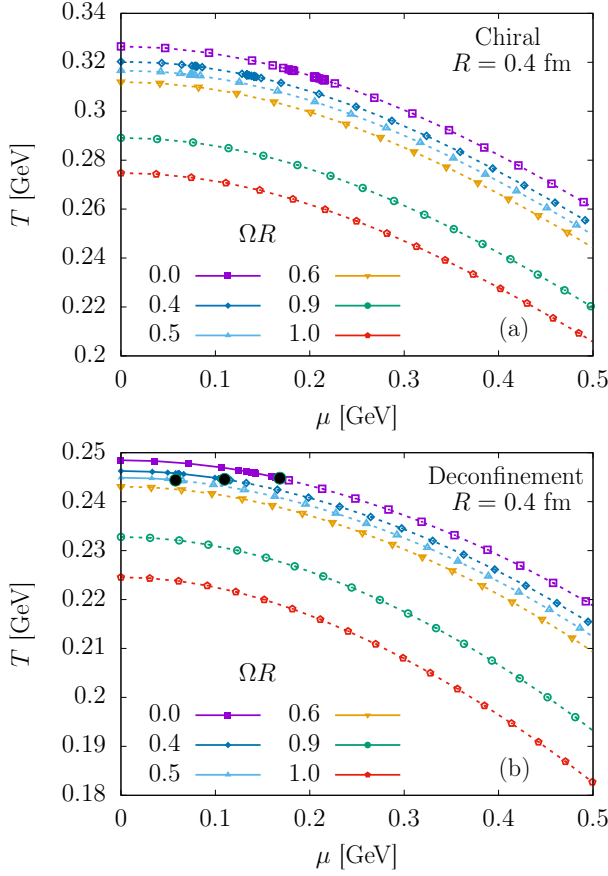 Chiral
R = 0.4 fm
0.34
0.32
0.3
0.28
0.26
0.24
0.22
0.2
T [GeV]
ΩR
0.0 0.6
0.4 0.9
0.5 1.0
(a)
0 0.1 0.2 0.3 0.4 0.5
μ [GeV]
Deconfinement
R = 0.4 fm
0.25
0.24
0.23
0.22
0.21
0.2
0.19
0.18
T [GeV]
ΩR
0.0 0.6
0.4 0.9
0.5 1.0
(b)
0 0.1 0.2 0.3 0.4 0.5
μ [GeV]